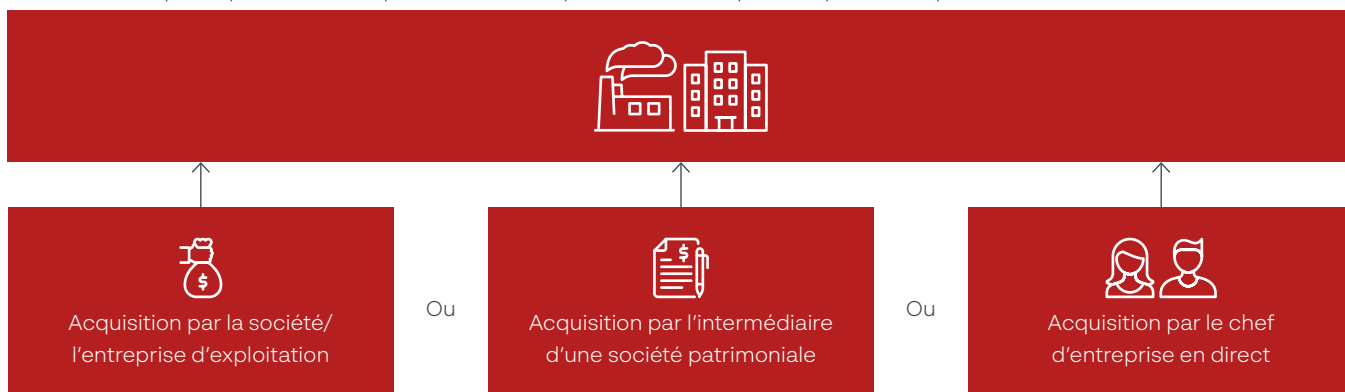 Acquisition par la société/
l'entreprise d'exploitation
Ou
Acquisition par l'intermédiaire
d'une société patrimoniale
Ou
Acquisition par le chef
d'entreprise en direct